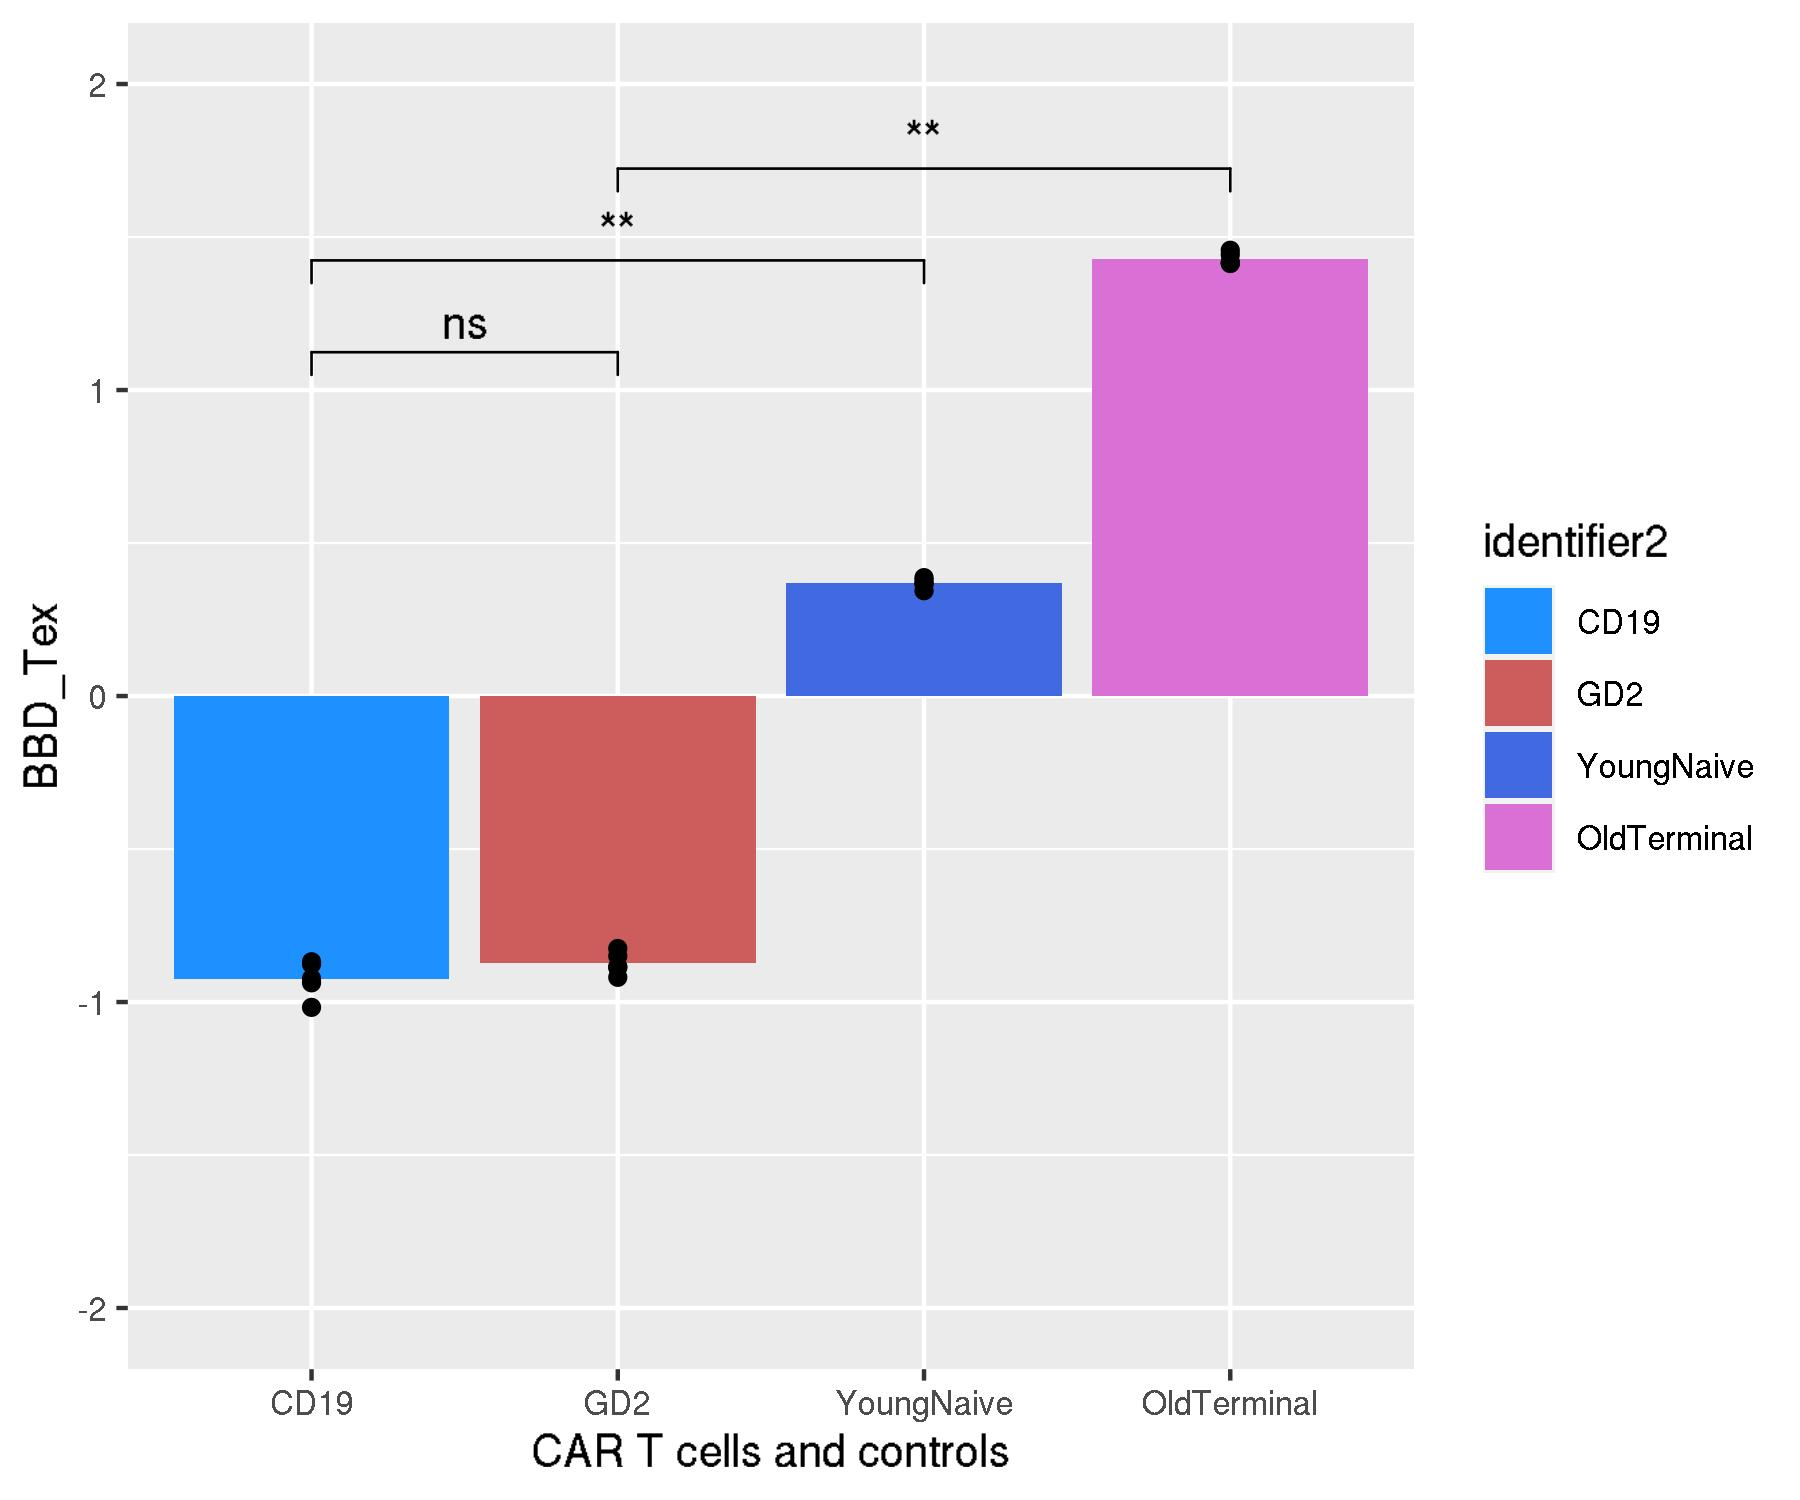 2
**
**
ns
1
0
-1
-2
BBD_Tex
CD19
GD2
YoungNaive
OldTerminal
CAR T cells and controls
identifier2
CD19
GD2
YoungNaive
OldTerminal